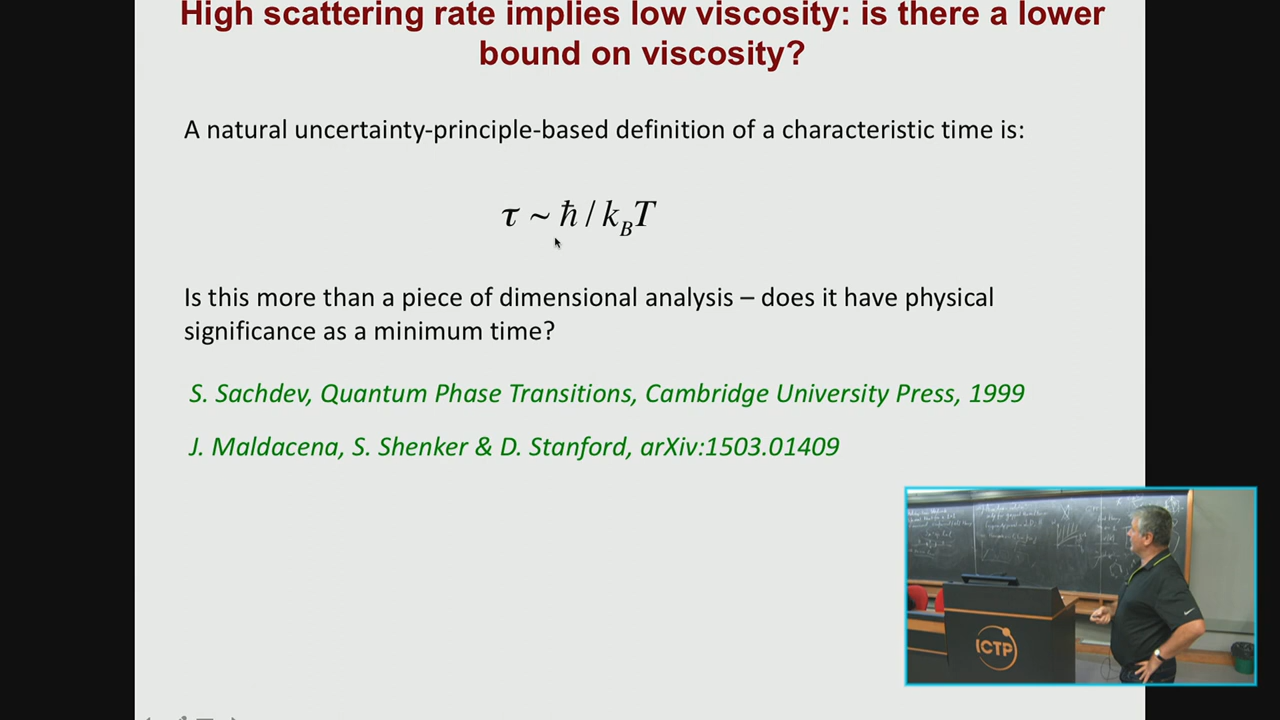 High scattering rate implies low viscosity: is there a lower
bound on viscosity?
A natural uncertainty-principle-based definition of a characteristic time is:
τ ~ ħ / k_B T
Is this more than a piece of dimensional analysis – does it have physical
significance as a minimum time?
S. Sachdev, Quantum Phase Transitions, Cambridge University Press, 1999
J. Maldacena, S. Shenker & D. Stanford, arXiv:1503.01409
ICTP